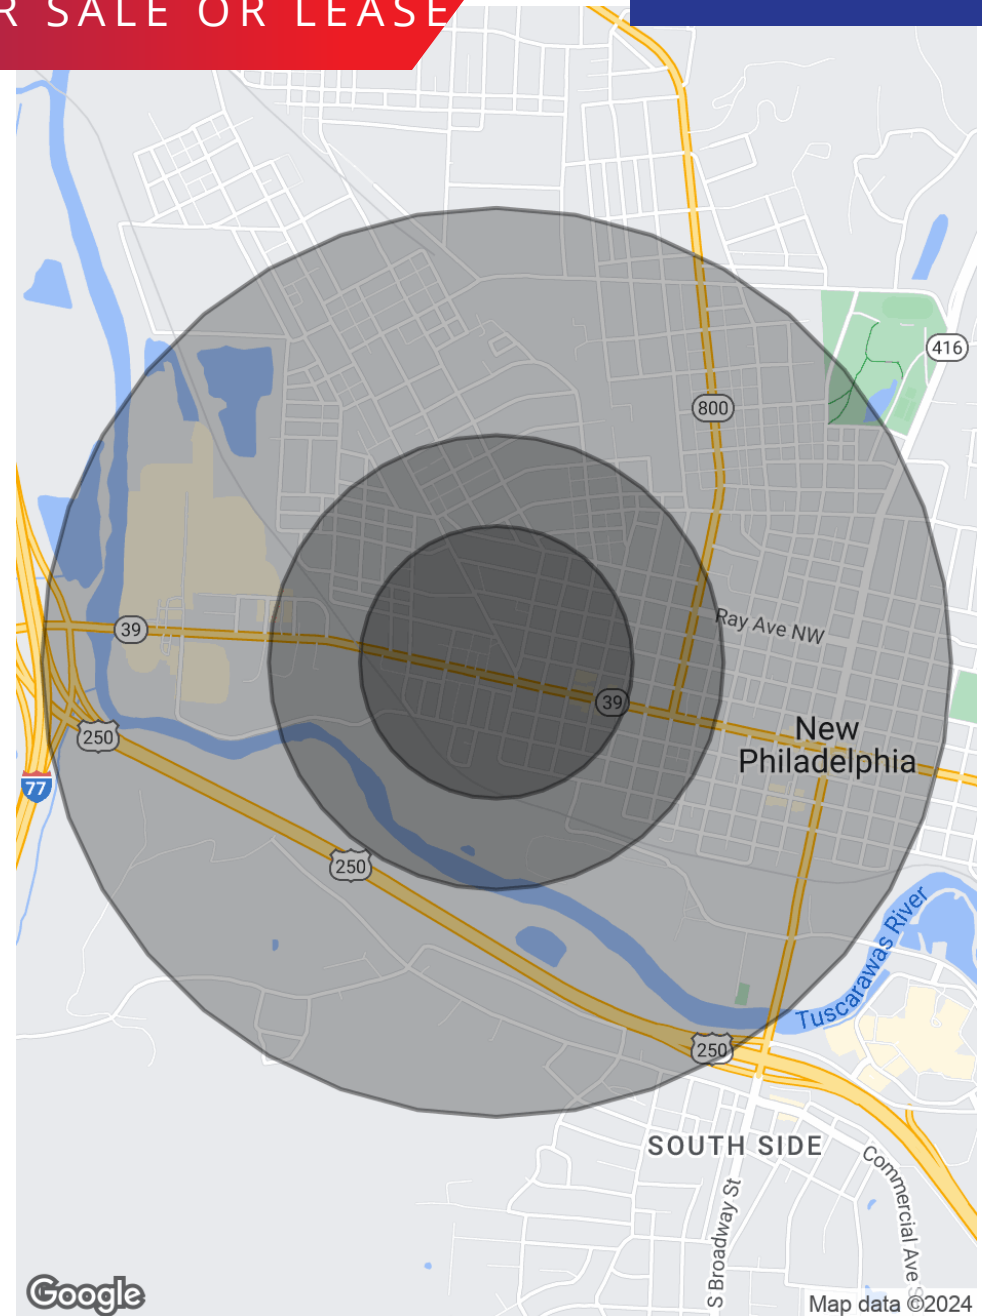 R SALE OR LEASE
416
800
Ray Ave NW
39
39
New
Philadelphia
250
77
250
Tuscarawas River
250
SOUTH SIDE
Commercial Ave S
S Broadway St
Google
Map data ©2024